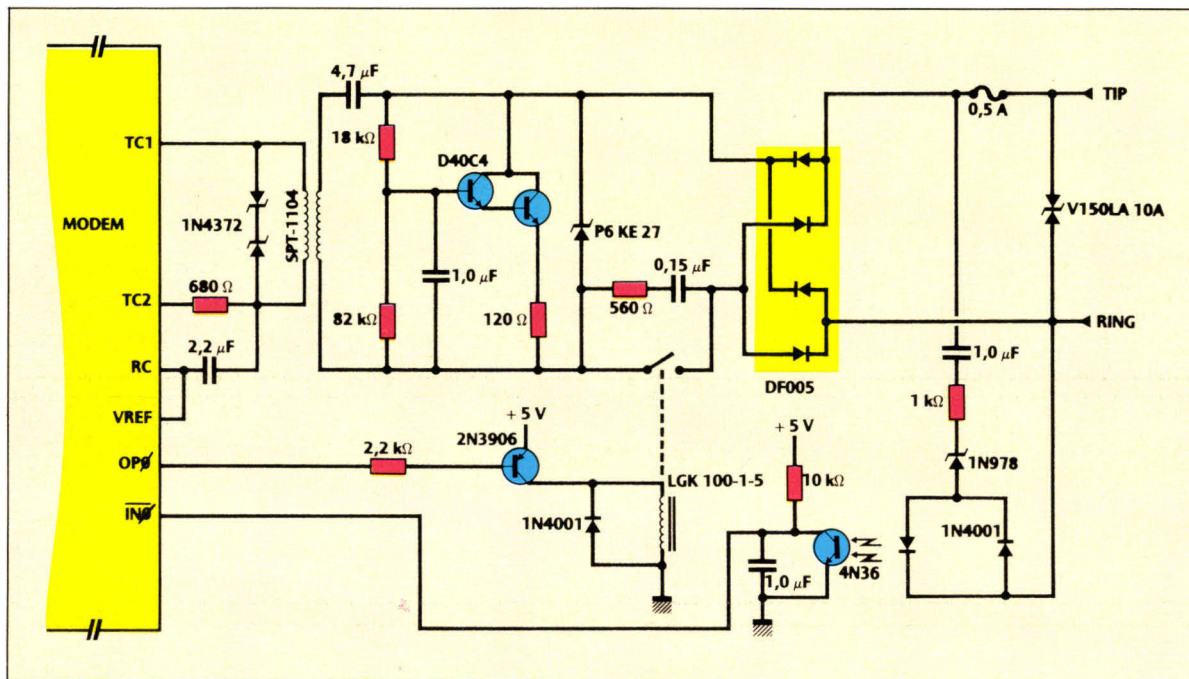 4,7 µF
TIP
0,5 A
TC1
18 kΩ
D40C4
MODEM
1N4372
SPT-1104
V150LA 10A
P6 KE 27
0,15 µF
1,0 µF
TC2
680 Ω
82 kΩ
120 Ω
560 Ω
RING
RC
2,2 µF
DF005
1,0 µF
VREF
1 kΩ
+ 5 V
+ 5 V
2N3906
2,2 kΩ
OP0̸
1N978
LGK 100-1-5
10 kΩ
IN0̸
1N4001
1N4001
1,0 µF
4N36